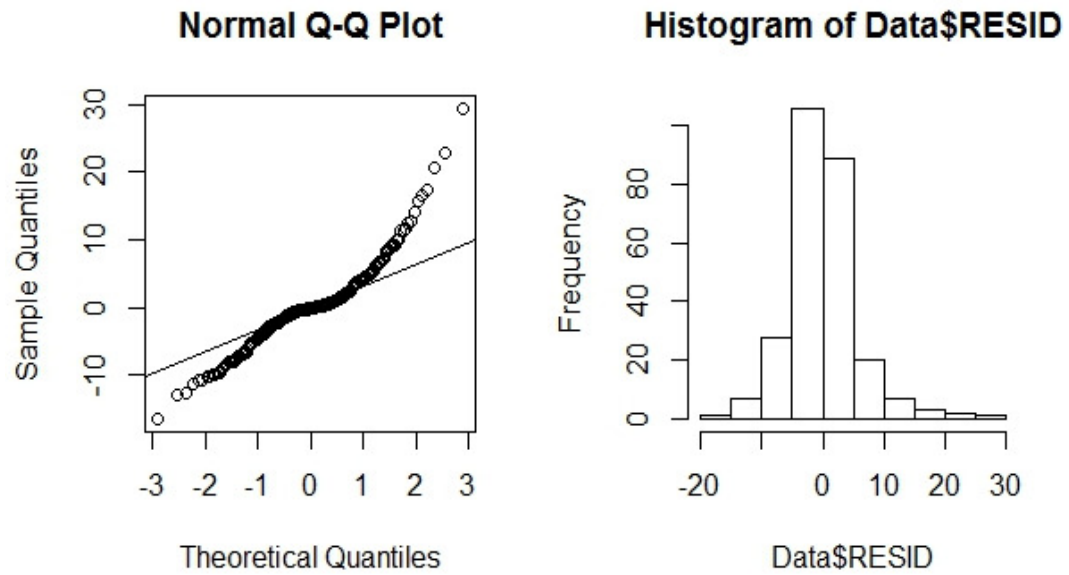 Normal Q-Q Plot
Sample Quantiles
30
20
10
0
-10
-3 -2 -1 0 1 2 3
Theoretical Quantiles
Histogram of Data$RESID
Frequency
80
60
40
20
0
-20 0 10 20 30
Data$RESID